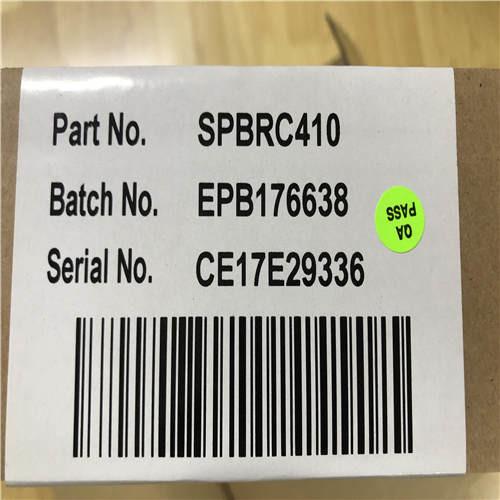 Part No. SPBRC410
Batch No. EPB176638
Serial No. CE17E29336
QA
PASS